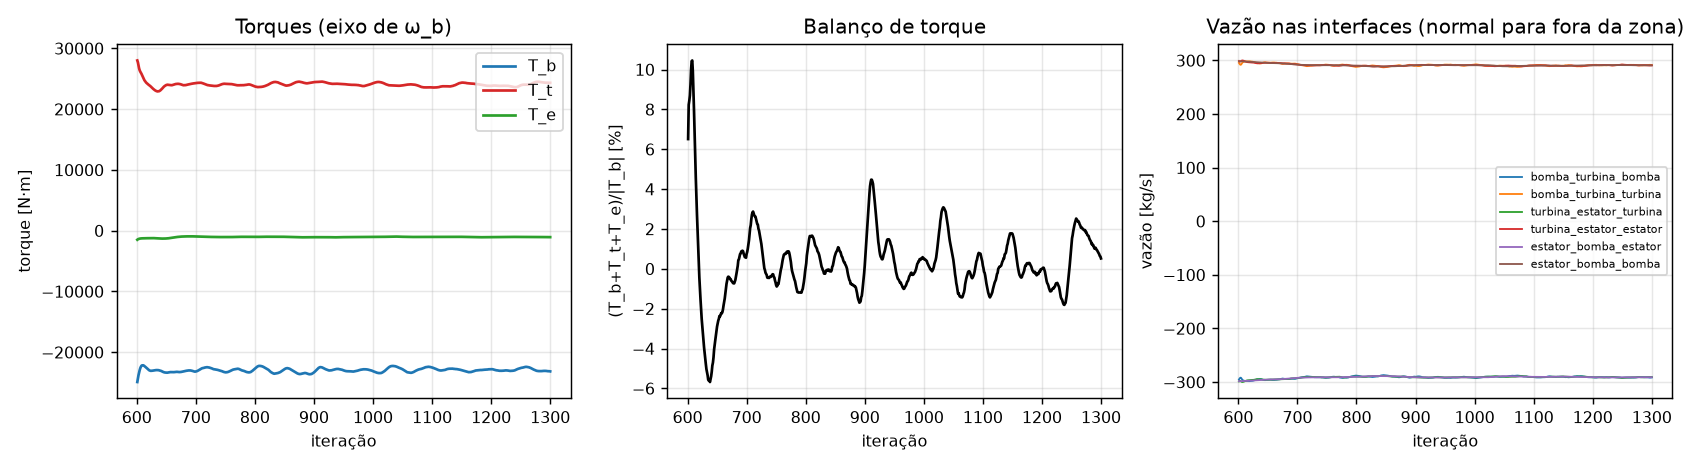 Torques (eixo de ω_b)
30000
20000
10000
0
−10000
−20000
torque [N·m]
T_b
T_t
T_e
600
700
800
900
1000
1100
1200
1300
iteração
Balanço de torque
10
8
6
4
2
0
−2
−4
−6
(T_b+T_t+T_e)/|T_b| [%]
600
700
800
900
1000
1100
1200
1300
iteração
Vazão nas interfaces (normal para fora da zona)
300
200
100
0
−100
−200
−300
vazão [kg/s]
bomba_turbina_bomba
bomba_turbina_turbina
turbina_estator_turbina
turbina_estator_estator
estator_bomba_estator
estator_bomba_bomba
600
700
800
900
1000
1100
1200
1300
iteração